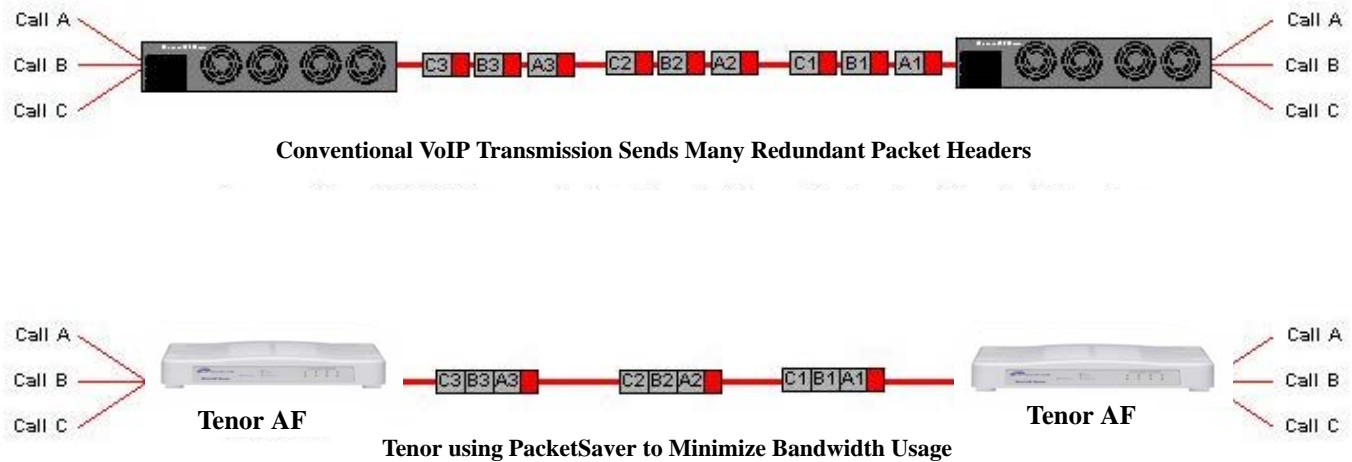 Call A
Call A
Call B
C3 B3 A3 C2 B2 A2 C1 B1 A1
Call B
Call C
Call C
Conventional VoIP Transmission Sends Many Redundant Packet Headers
Call A
Call A
Call B
C3 B3 A3 C2 B2 A2 C1 B1 A1
Call B
Call C
Tenor AF
Tenor AF
Call C
Tenor using PacketSaver to Minimize Bandwidth Usage